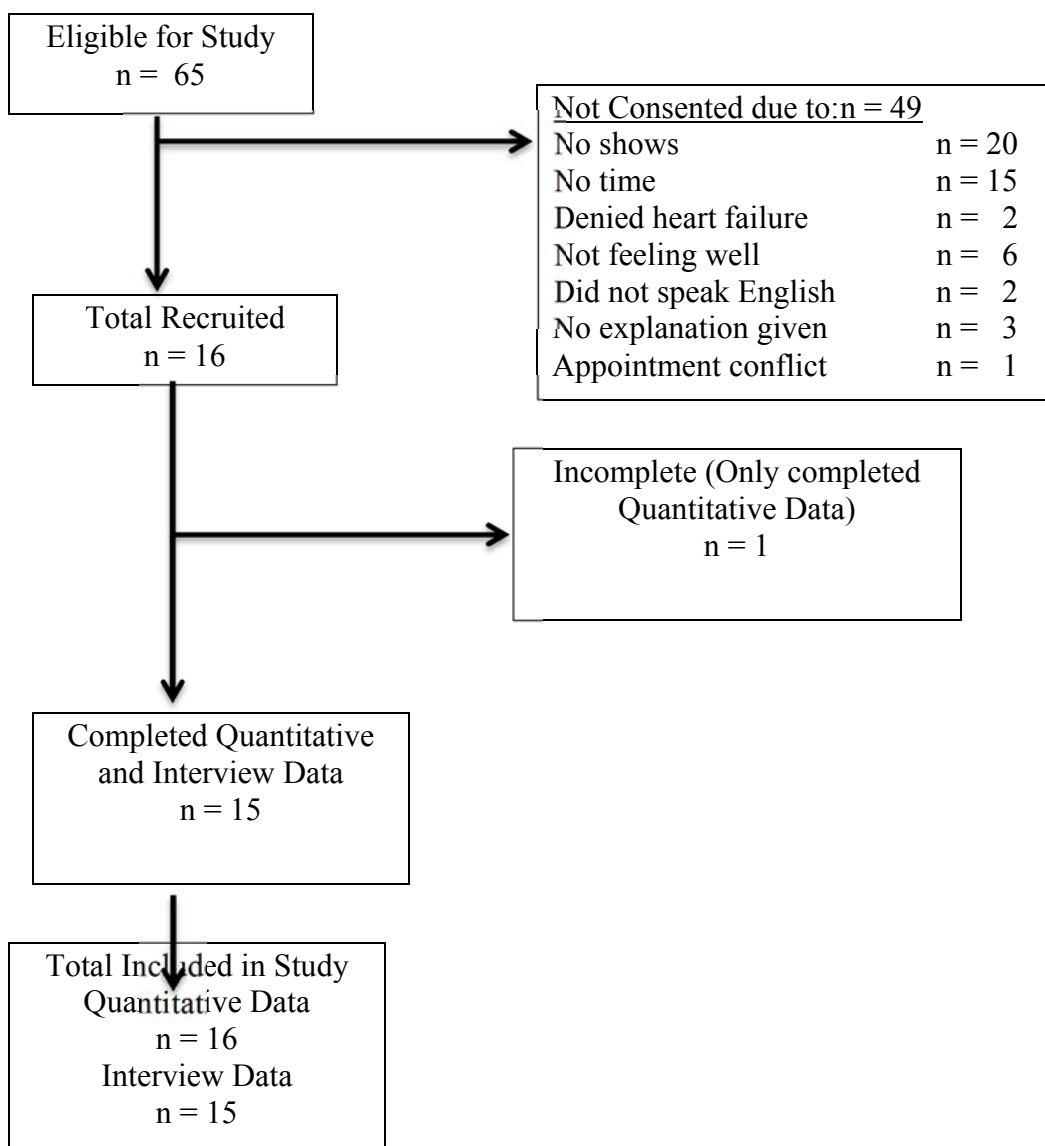 Eligible for Study
n = 65
Not Consented due to:n = 49
No shows n = 20
No time n = 15
Denied heart failure n = 2
Not feeling well n = 6
Did not speak English n = 2
No explanation given n = 3
Appointment conflict n = 1
Total Recruited
n = 16
Incomplete (Only completed
Quantitative Data)
n = 1
Completed Quantitative
and Interview Data
n = 15
Total Included in Study
Quantitative Data
n = 16
Interview Data
n = 15